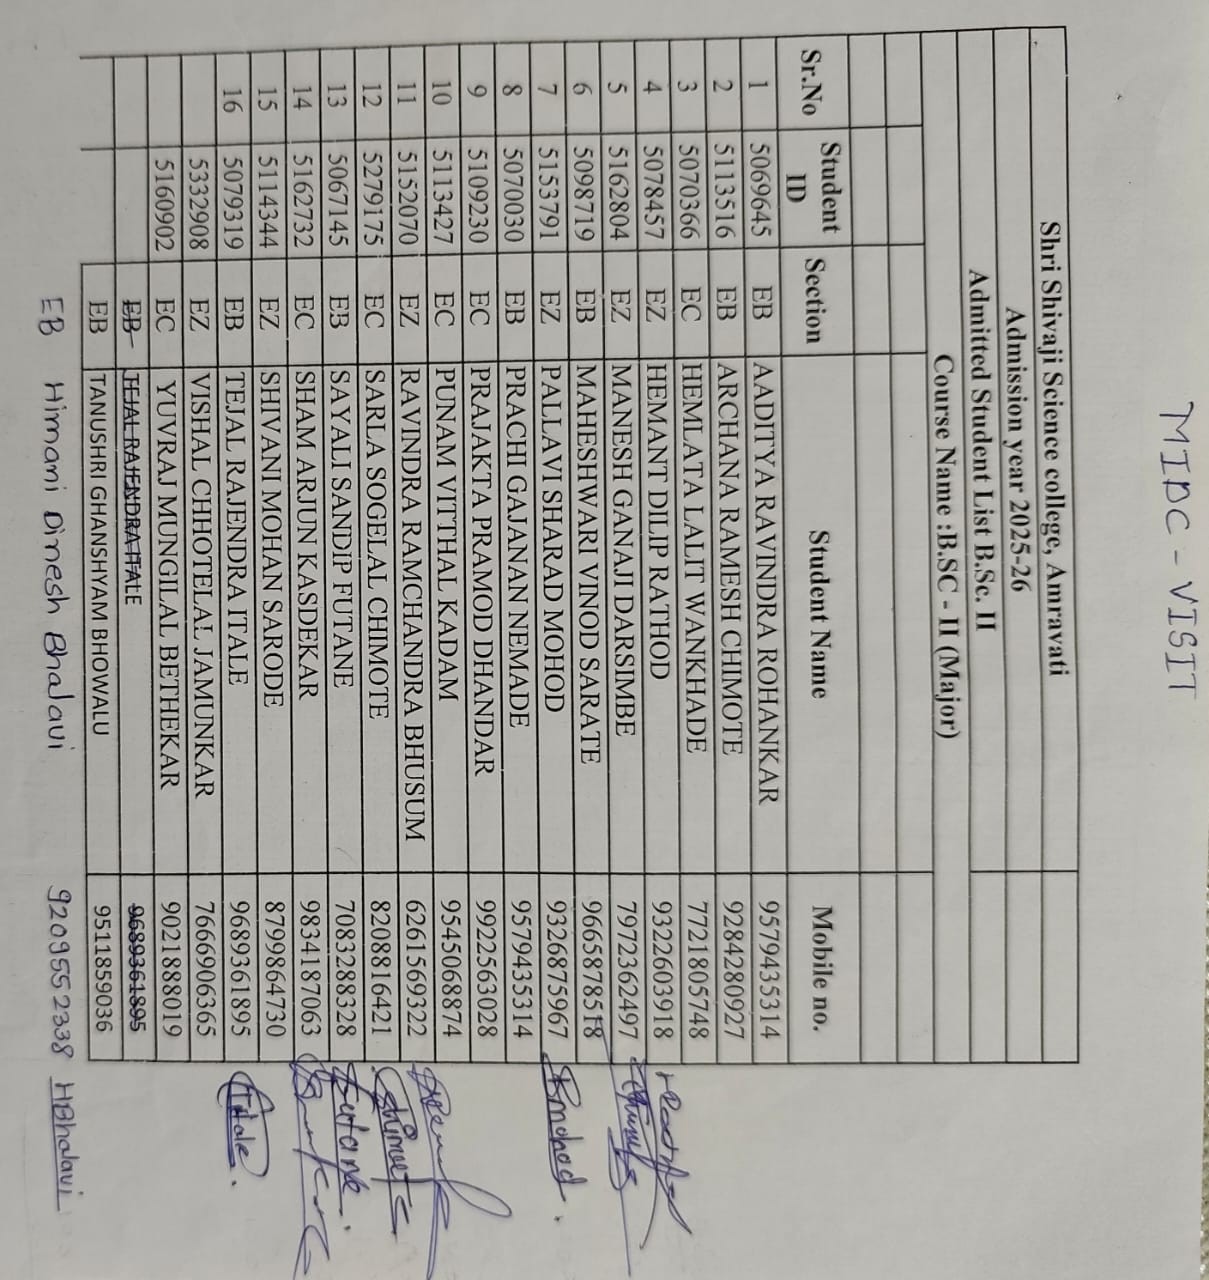 MIDC - VISIT
Shri Shivaji Science college, Amravati
Admission year 2025-26
Admitted Student List B.Sc. II
Course Name :B.SC - II (Major)
Sr.No Student ID Section Student Name Mobile no.
1 5069645 EB AADITYA RAVINDRA ROHANKAR 9579435314
2 5113516 EB ARCHANA RAMESH CHIMOTE 9284280927
3 5070366 EC HEMLATA LALIT WANKHADE 7721805748
4 5078457 EZ HEMANT DILIP RATHOD 9322603918
5 5162804 EZ MANESH GANAJI DARSIMBE 7972362497
6 5098719 EB MAHESHWARI VINOD SARATE 9665878518
7 5153791 EZ PALLAVI SHARAD MOHOD 9326875967 Pmohod.
8 5070030 EB PRACHI GAJANAN NEMADE 9579435314
9 5109230 EC PRAJAKTA PRAMOD DHANDAR 9922563028
10 5113427 EC PUNAM VITTHAL KADAM 9545068874
11 5152070 EZ RAVINDRA RAMCHANDRA BHUSUM 6261569322
12 5279175 EC SARLA SOGELAL CHIMOTE 8208816421
13 5067145 EB SAYALI SANDIP FUTANE 7083288328 Futane.
14 5162732 EC SHAM ARJUN KASDEKAR 9834187063
15 5114344 EZ SHIVANI MOHAN SARODE 8799864730
16 5079319 EB TEJAL RAJENDRA ITALE 9689361895 Titale.
5332908 EZ VISHAL CHHOTELAL JAMUNKAR 7666906365
5160902 EC YUVRAJ MUNGILAL BETHEKAR 9021888019
EB TEJAL RAJENDRA ITALE 9689361895
EB TANUSHRI GHANSHYAM BHOWALU 9511859036
EB Himani Dinesh Bhalavi 9209552338 HBhalavi